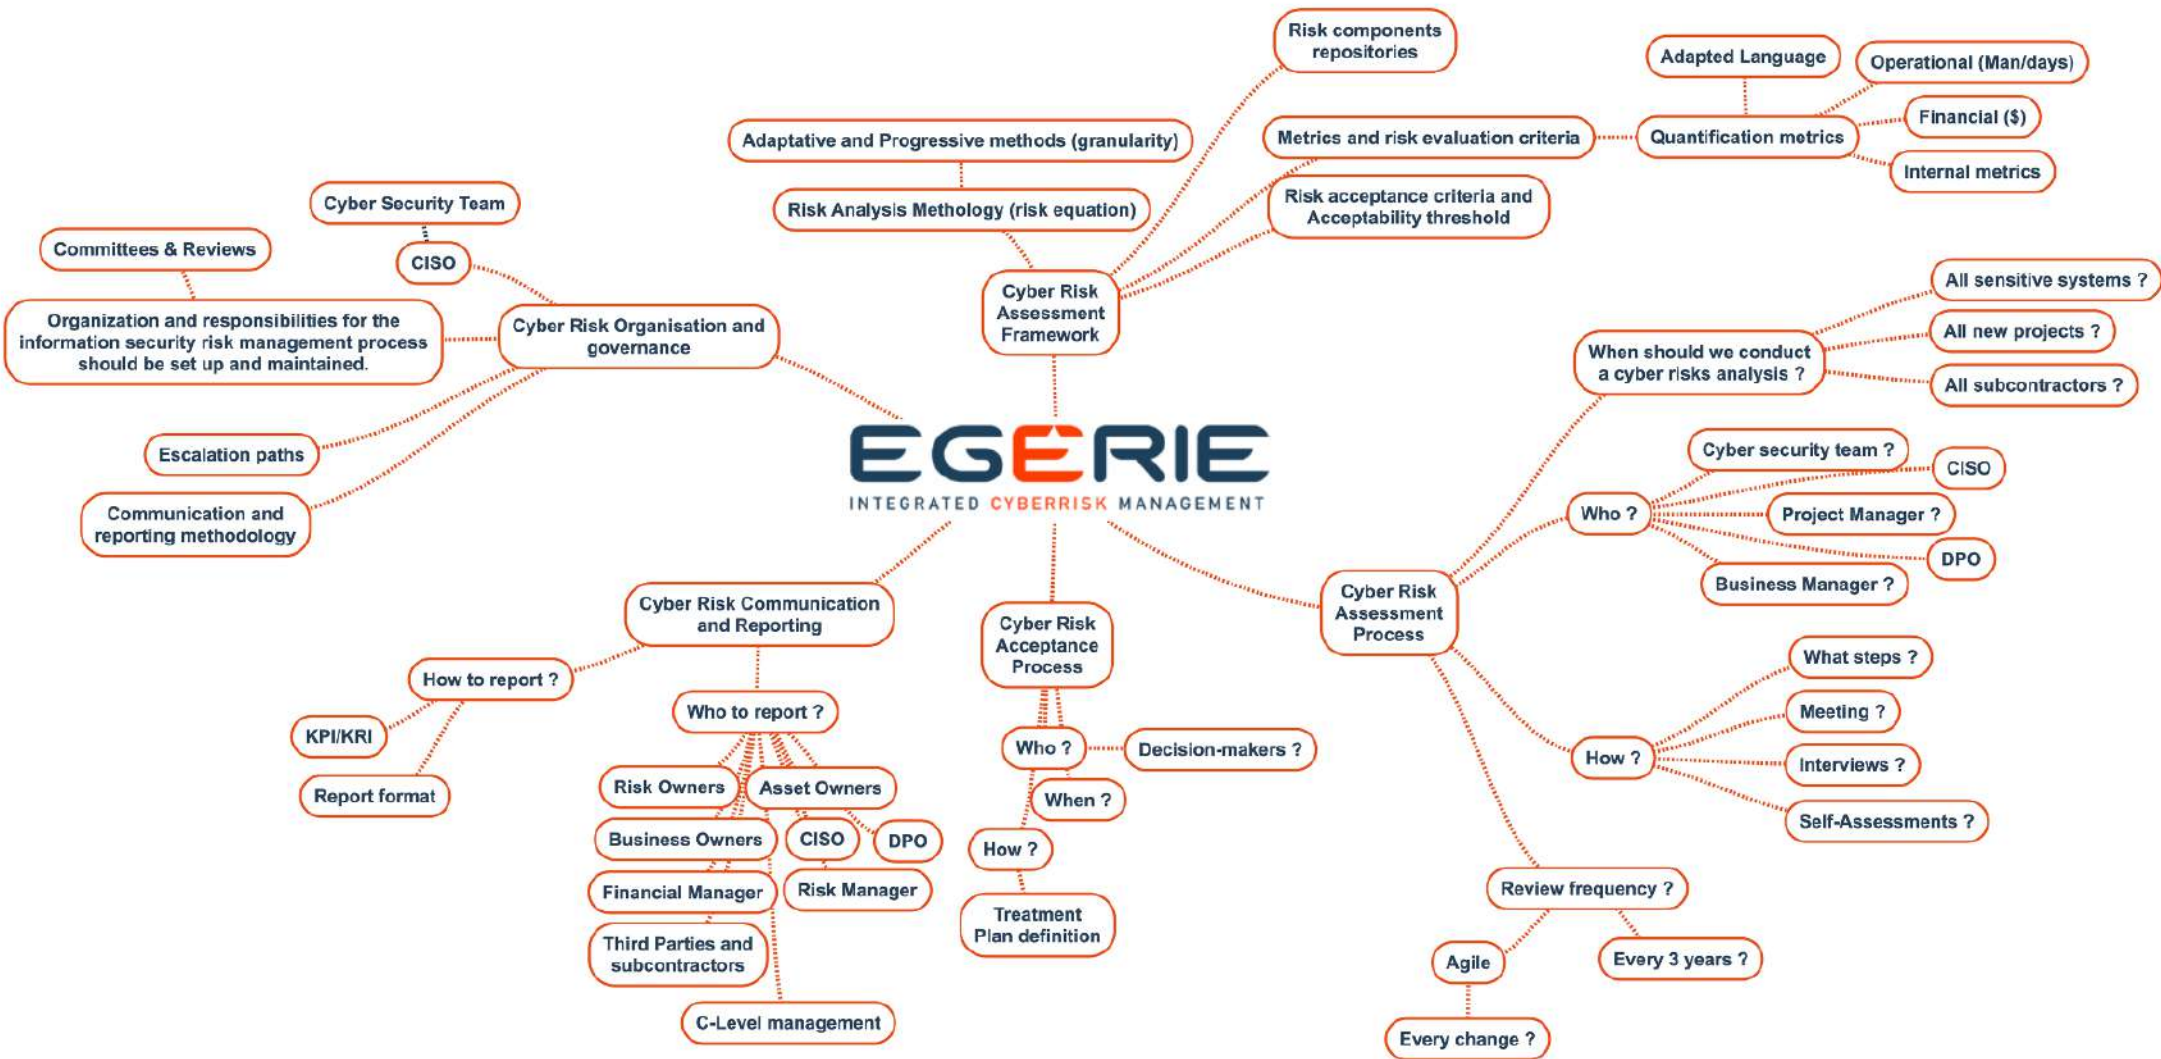 Risk components
repositories
Adapted Language
Operational (Man/days)
Financial ($)
Adaptative and Progressive methods (granularity)
Metrics and risk evaluation criteria
Quantification metrics
Internal metrics
Cyber Security Team
Risk Analysis Methology (risk equation)
Risk acceptance criteria and
Acceptability threshold
Committees & Reviews
CISO
Organization and responsibilities for the
information security risk management process
should be set up and maintained.
Cyber Risk Organisation and
governance
Cyber Risk
Assessment
Framework
Escalation paths
Communication and
reporting methodology
When should we conduct
a cyber risks analysis ?
All sensitive systems ?
All new projects ?
All subcontractors ?
EGERIE
INTEGRATED CYBERRISK MANAGEMENT
Cyber security team ?
CISO
Who ?
Project Manager ?
DPO
Business Manager ?
Cyber Risk
Assessment
Process
Cyber Risk Communication
and Reporting
Cyber Risk
Acceptance
Process
How to report ?
KPI/KRI
Report format
Who to report ?
Risk Owners
Asset Owners
Business Owners
CISO
DPO
Financial Manager
Risk Manager
Third Parties and
subcontractors
C-Level management
Who ?
Decision-makers ?
When ?
How ?
Treatment
Plan definition
What steps ?
Meeting ?
How ?
Interviews ?
Self-Assessments ?
Review frequency ?
Agile
Every 3 years ?
Every change ?